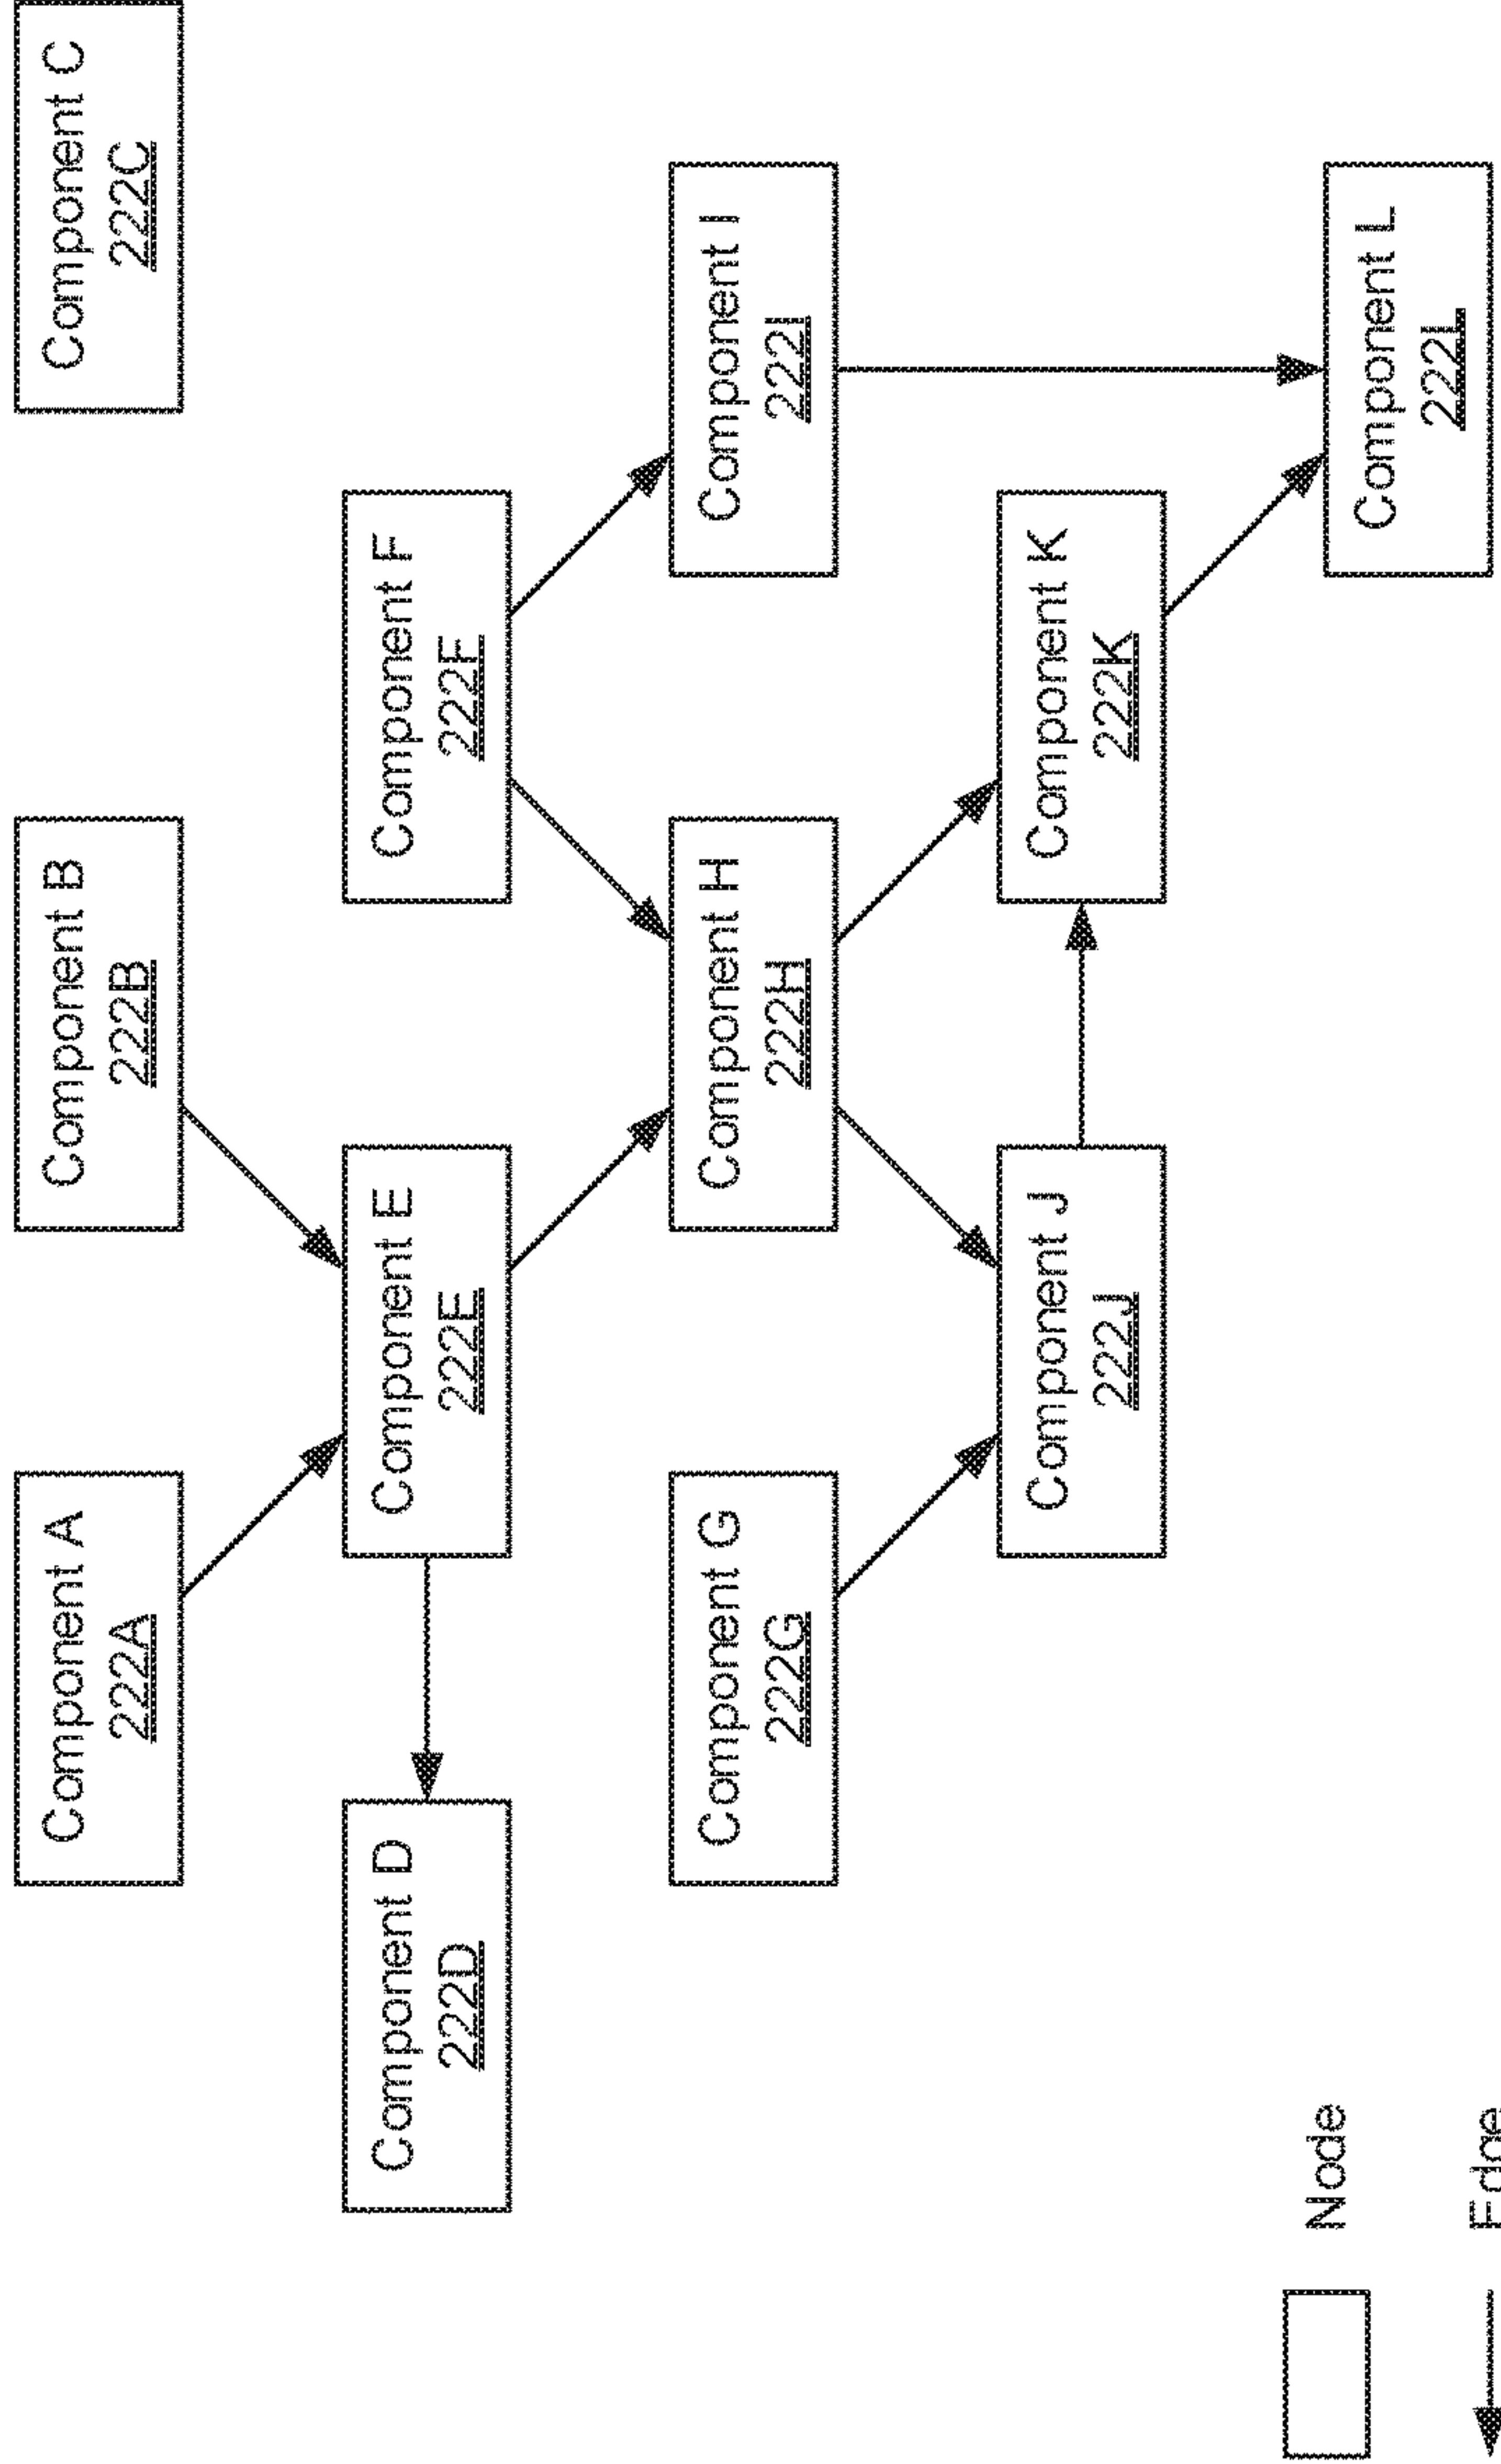 Component A
222A
Component B
222B
Component C
222C
Component D
222D
Component E
222E
Component F
222F
Component G
222G
Component H
222H
Component I
222I
Component J
222J
Component K
222K
Component L
222L
Node
Edge